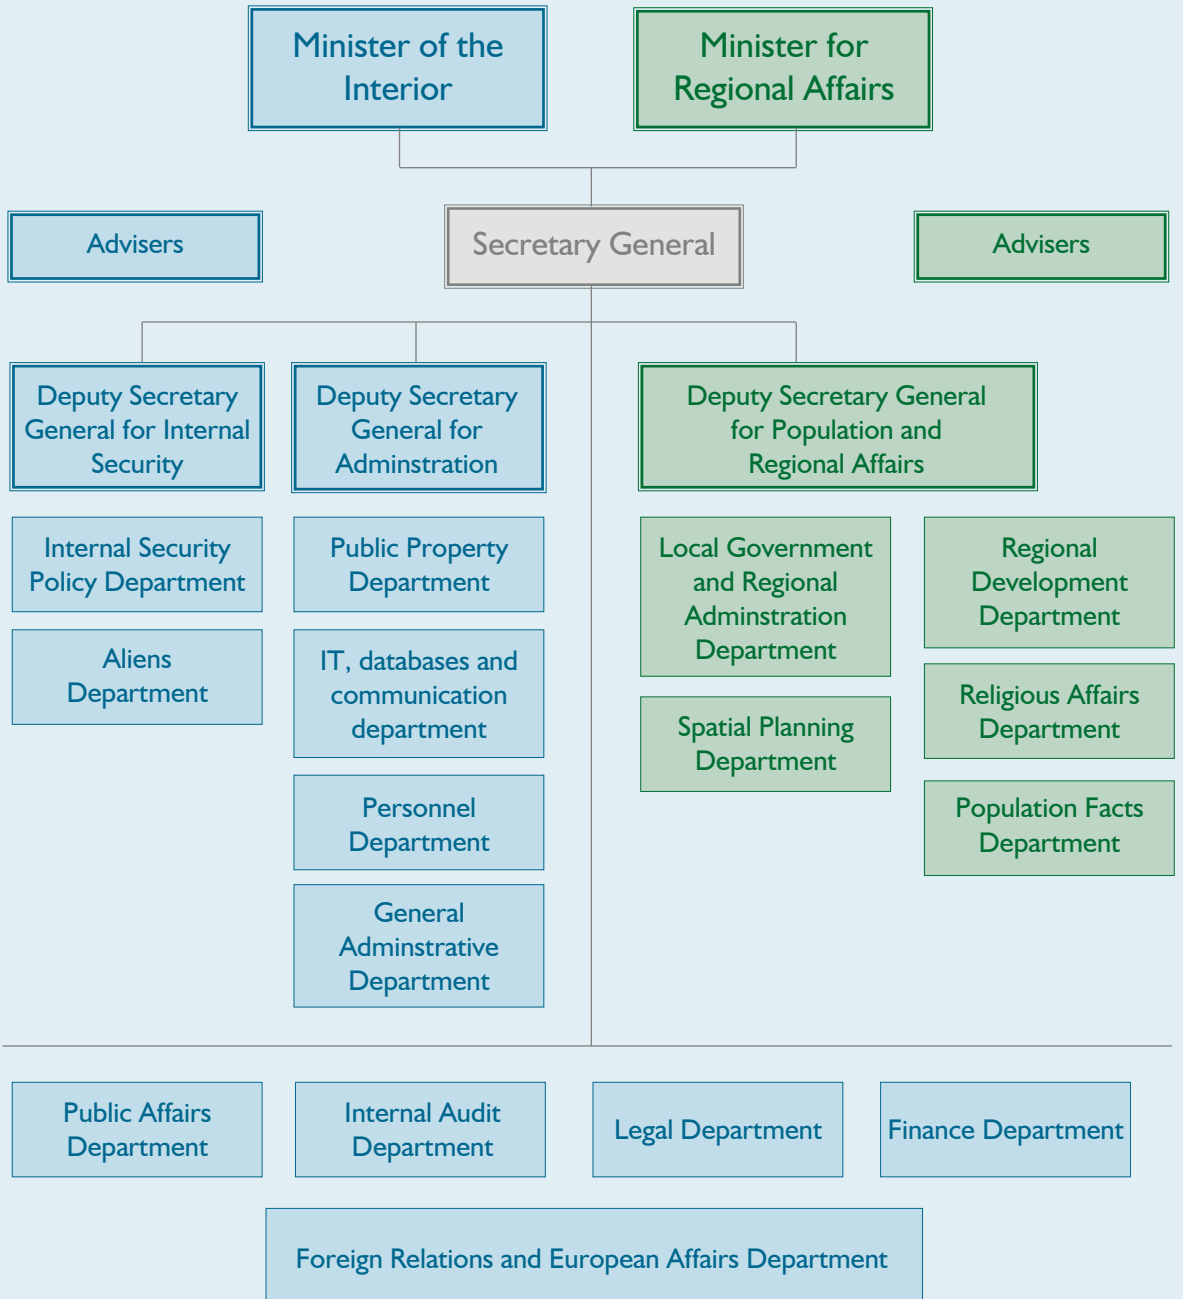 Minister of the
Interior
Minister for
Regional Affairs
Advisers
Secretary General
Advisers
Deputy Secretary
General for Internal
Security
Deputy Secretary
General for
Adminstration
Deputy Secretary General
for Population and
Regional Affairs
Internal Security
Policy Department
Aliens
Department
Public Property
Department
IT, databases and
communication
department
Personnel
Department
General
Adminstrative
Department
Local Government
and Regional
Adminstration
Department
Spatial Planning
Department
Regional
Development
Department
Religious Affairs
Department
Population Facts
Department
Public Affairs
Department
Internal Audit
Department
Legal Department
Finance Department
Foreign Relations and European Affairs Department